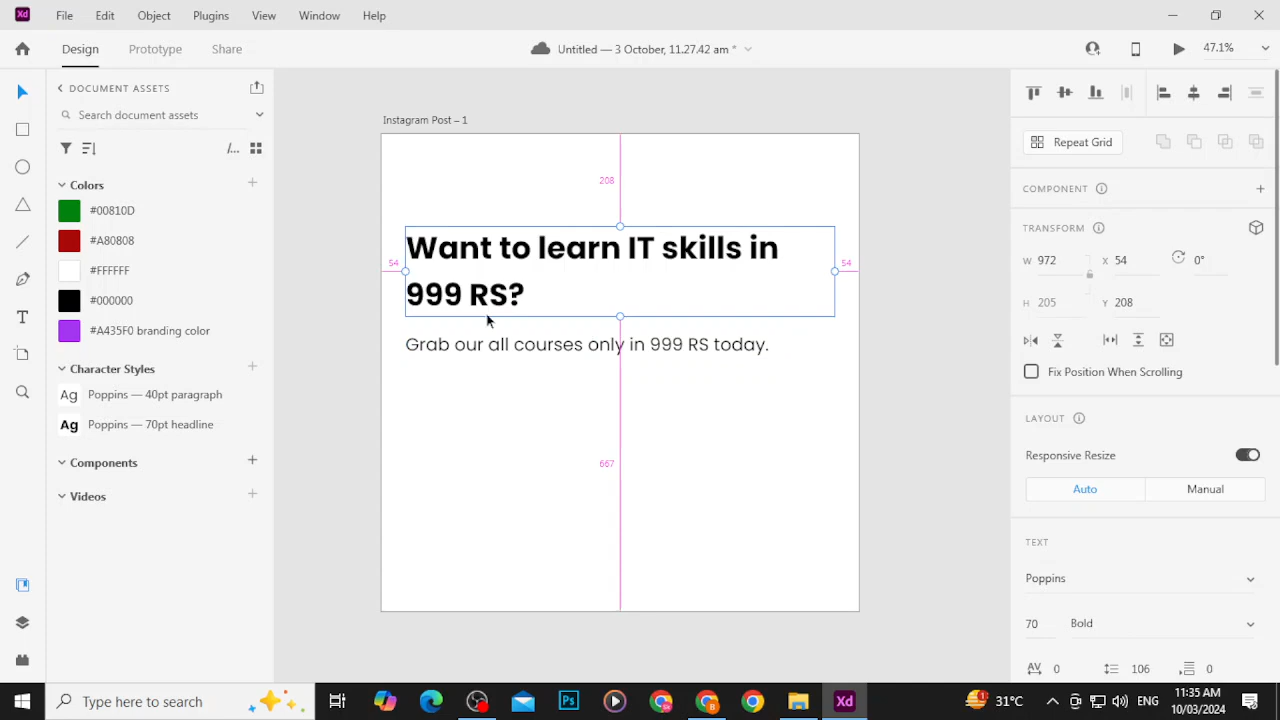 Xd File Edit Object Plugins View Window Help
Design Prototype Share Untitled — 3 October, 11.27.42 am * 47.1%
DOCUMENT ASSETS
Search document assets
/...
Colors
#00810D
#A80808
#FFFFFF
#000000
#A435F0 branding color
Character Styles
Ag Poppins — 40pt paragraph
Ag Poppins — 70pt headline
Components
Videos
Instagram Post – 1
208
54
54
Want to learn IT skills in
999 RS?
Grab our all courses only in 999 RS today.
667
Repeat Grid
COMPONENT
TRANSFORM
W 972 X 54 0°
H 205 Y 208
Fix Position When Scrolling
LAYOUT
Responsive Resize
Auto Manual
TEXT
Poppins
70 Bold
AV 0 106 0
Type here to search
Ps
Xd
1
31°C
ENG
11:35 AM
10/03/2024